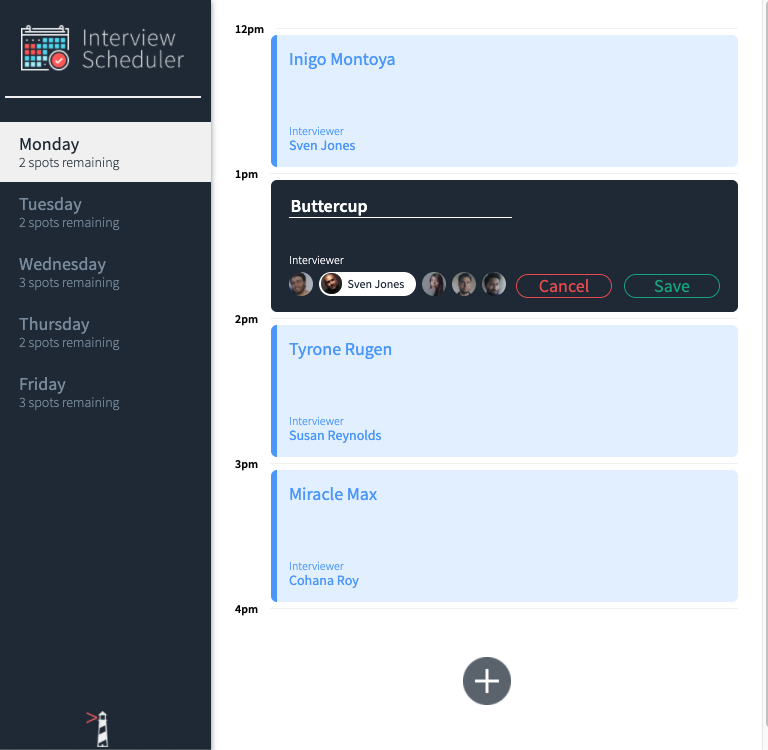 Interview
Scheduler
Monday
2 spots remaining
Tuesday
2 spots remaining
Wednesday
3 spots remaining
Thursday
2 spots remaining
Friday
3 spots remaining
12pm
Inigo Montoya
Interviewer
Sven Jones
1pm
Buttercup
Interviewer
Sven Jones
Cancel
Save
2pm
Tyrone Rugen
Interviewer
Susan Reynolds
3pm
Miracle Max
Interviewer
Cohana Roy
4pm